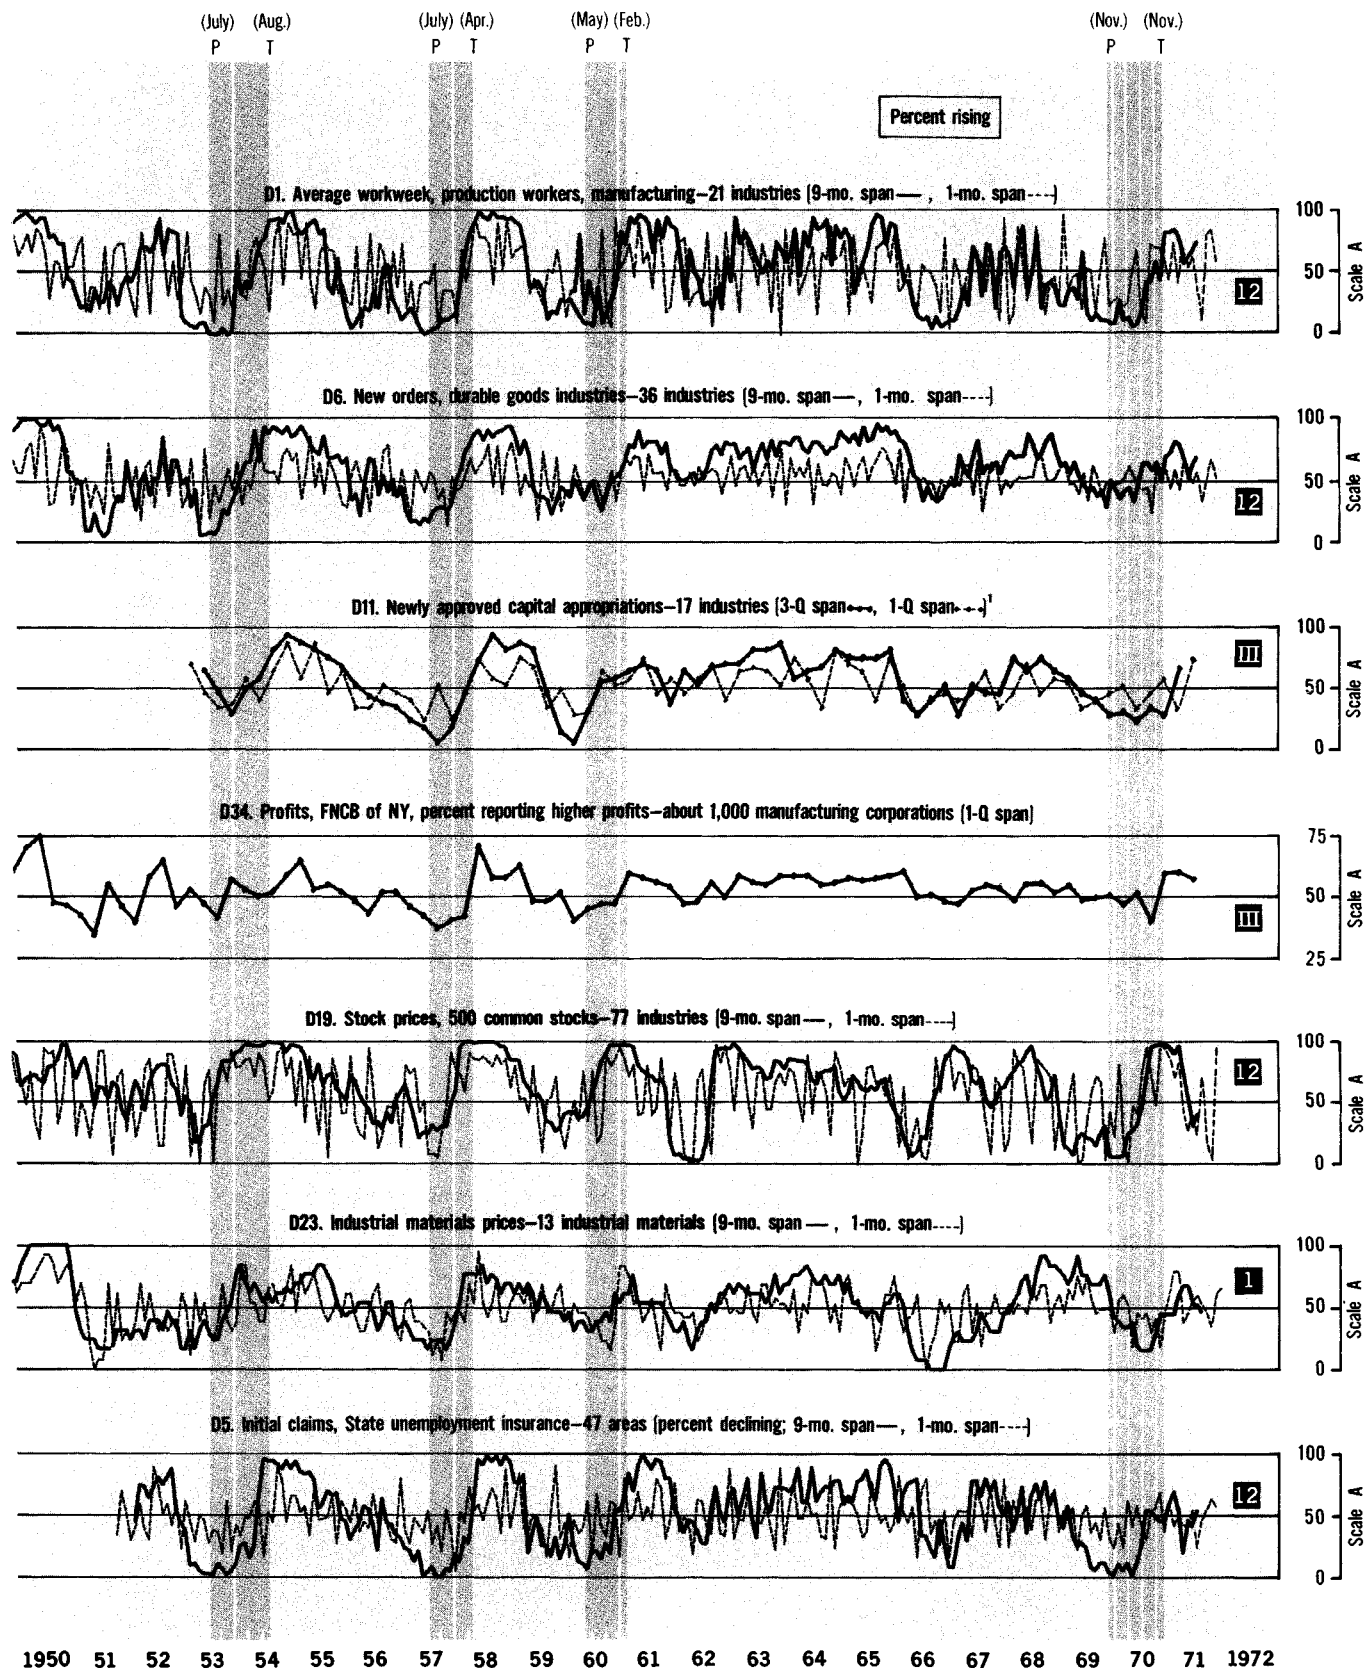 (July) (Aug.) (July) (Apr.) (May) (Feb.) (Nov.) (Nov.)
P T P T P T P T
Percent rising
D1. Average workweek, production workers, manufacturing—21 industries (9-mo. span—, 1-mo. span----)
100
50
0
Scale A
12
D6. New orders, durable goods industries—36 industries (9-mo. span—, 1-mo. span----)
100
50
0
Scale A
12
D11. Newly approved capital appropriations—17 industries (3-Q span, 1-Q span)¹
100
50
0
Scale A
III
D34. Profits, FNCB of NY, percent reporting higher profits—about 1,000 manufacturing corporations (1-Q span)
75
50
25
Scale A
III
D19. Stock prices, 500 common stocks—77 industries (9-mo. span—, 1-mo. span----)
100
50
0
Scale A
12
D23. Industrial materials prices—13 industrial materials (9-mo. span—, 1-mo. span----)
100
50
0
Scale A
1
D5. Initial claims, State unemployment insurance—47 areas (percent declining; 9-mo. span—, 1-mo. span----)
100
50
0
Scale A
12
1950 51 52 53 54 55 56 57 58 59 60 61 62 63 64 65 66 67 68 69 70 71 1972